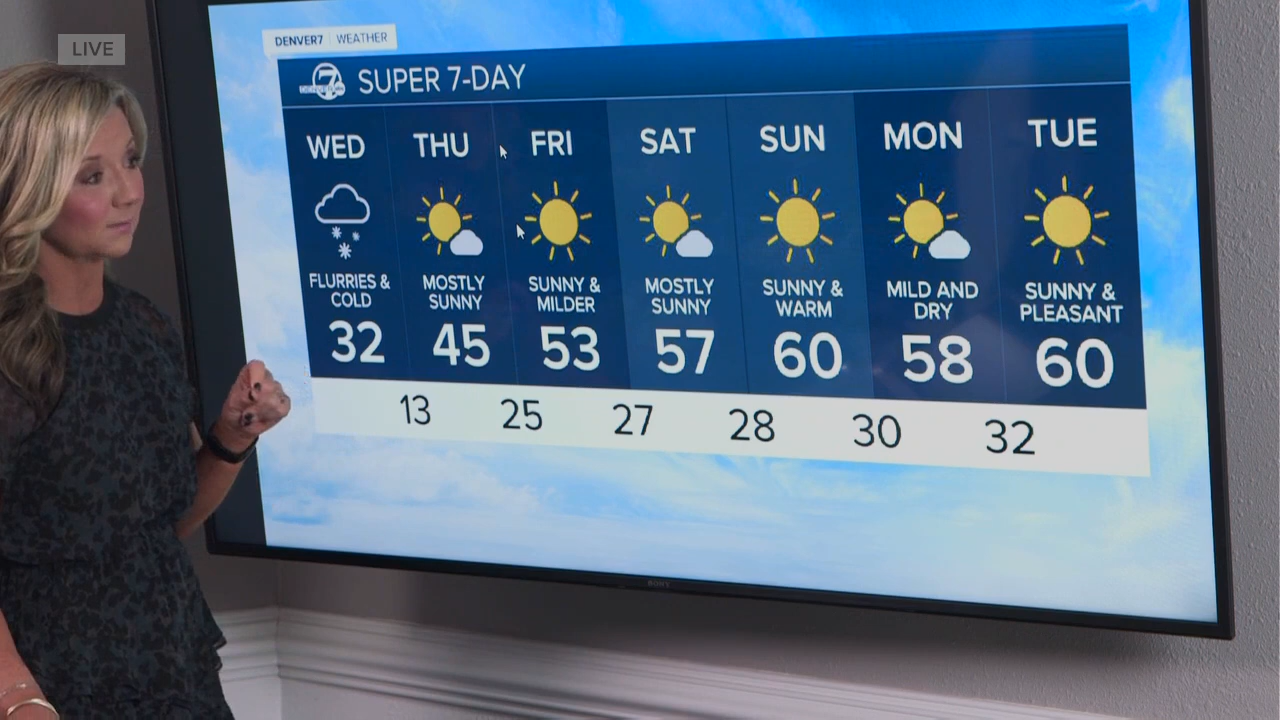 LIVE
DENVER7 WEATHER
7
SUPER 7-DAY
WED THU FRI SAT SUN MON TUE
FLURRIES & COLD
MOSTLY SUNNY
SUNNY & MILDER
MOSTLY SUNNY
SUNNY & WARM
MILD AND DRY
SUNNY & PLEASANT
32 45 53 57 60 58 60
13 25 27 28 30 32
SONY